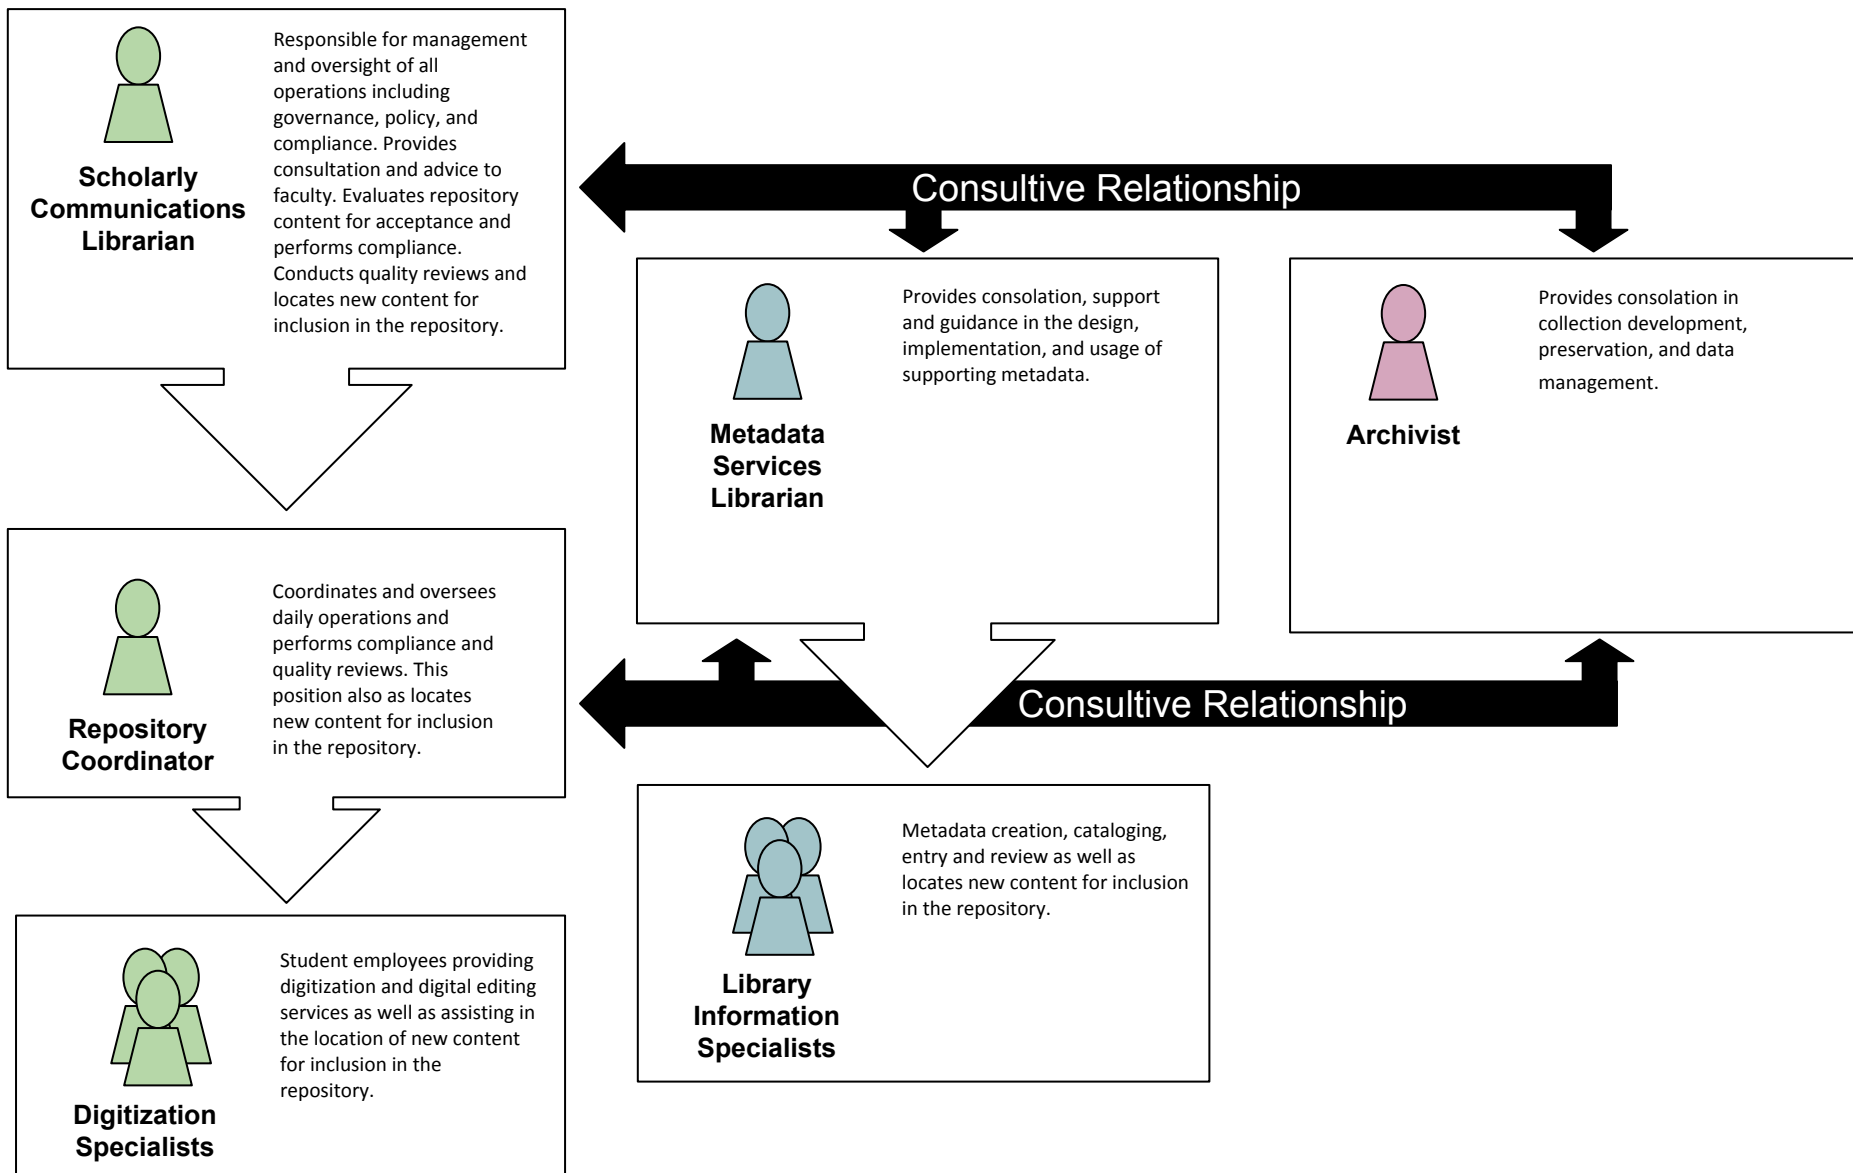 Scholarly
Communications
Librarian
Responsible for management
and oversight of all
operations including
governance, policy, and
compliance. Provides
consultation and advice to
faculty. Evaluates repository
content for acceptance and
performs compliance.
Conducts quality reviews and
locates new content for
inclusion in the repository.
Consultive Relationship
Metadata
Services
Librarian
Provides consolation, support
and guidance in the design,
implementation, and usage of
supporting metadata.
Archivist
Provides consolation in
collection development,
preservation, and data
management.
Repository
Coordinator
Coordinates and oversees
daily operations and
performs compliance and
quality reviews. This
position also as locates
new content for inclusion
in the repository.
Consultive Relationship
Library
Information
Specialists
Metadata creation, cataloging,
entry and review as well as
locates new content for inclusion
in the repository.
Digitization
Specialists
Student employees providing
digitization and digital editing
services as well as assisting in
the location of new content
for inclusion in the
repository.